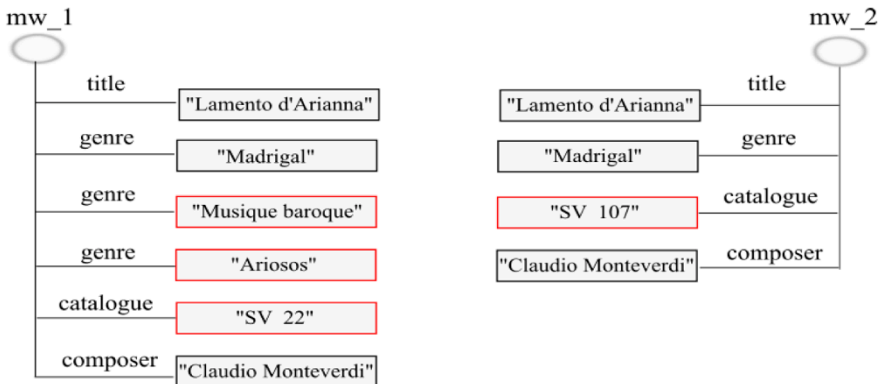 mw_1
title
"Lamento d'Arianna"
genre
"Madrigal"
genre
"Musique baroque"
genre
"Ariosos"
catalogue
"SV 22"
composer
"Claudio Monteverdi"
mw_2
title
"Lamento d'Arianna"
genre
"Madrigal"
catalogue
"SV 107"
composer
"Claudio Monteverdi"